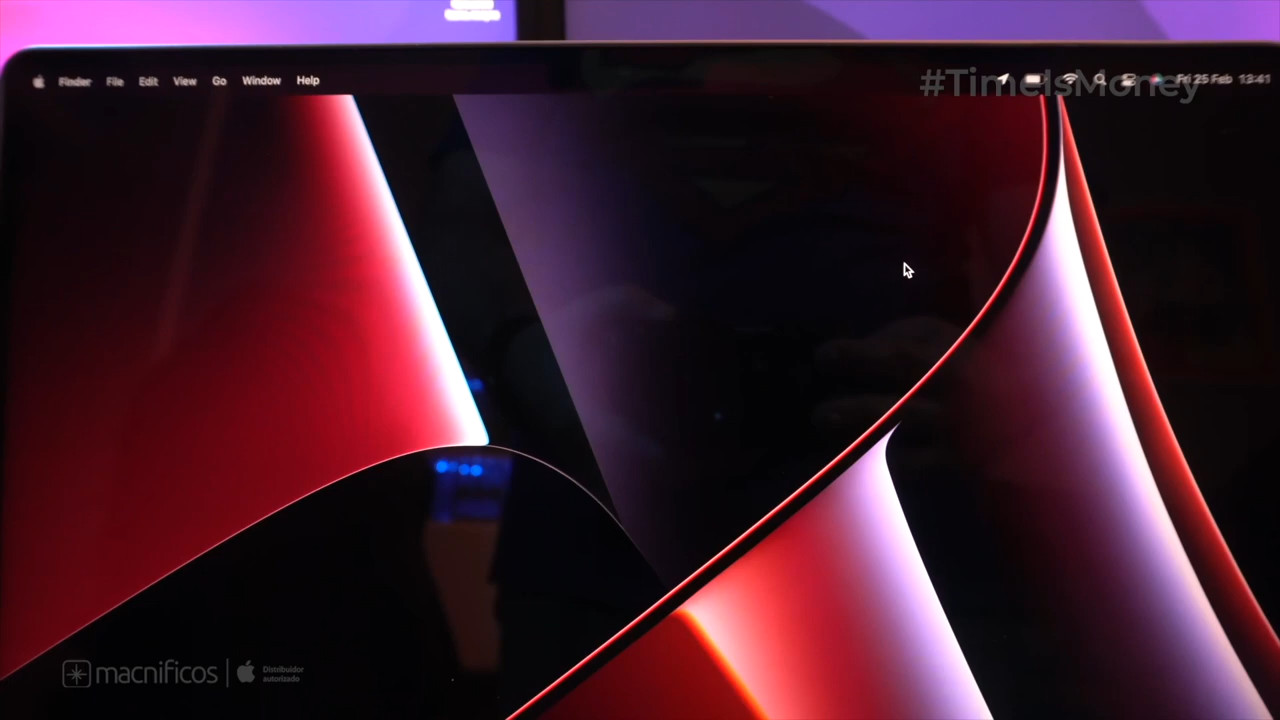 Finder File Edit View Go Window Help
Fri 25 Feb 13:41
#TimeIsMoney
macnificos
Distribuidor
autorizado